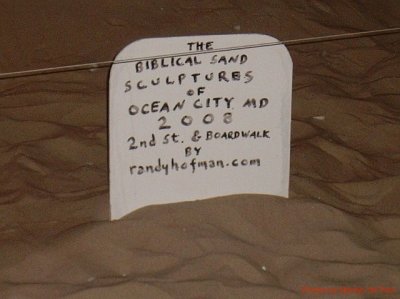 THE
BIBLICAL SAND
SCULPTURES
OF
OCEAN CITY, MD
2008
2nd St. & BOARDWALK
BY
randyhofman.com